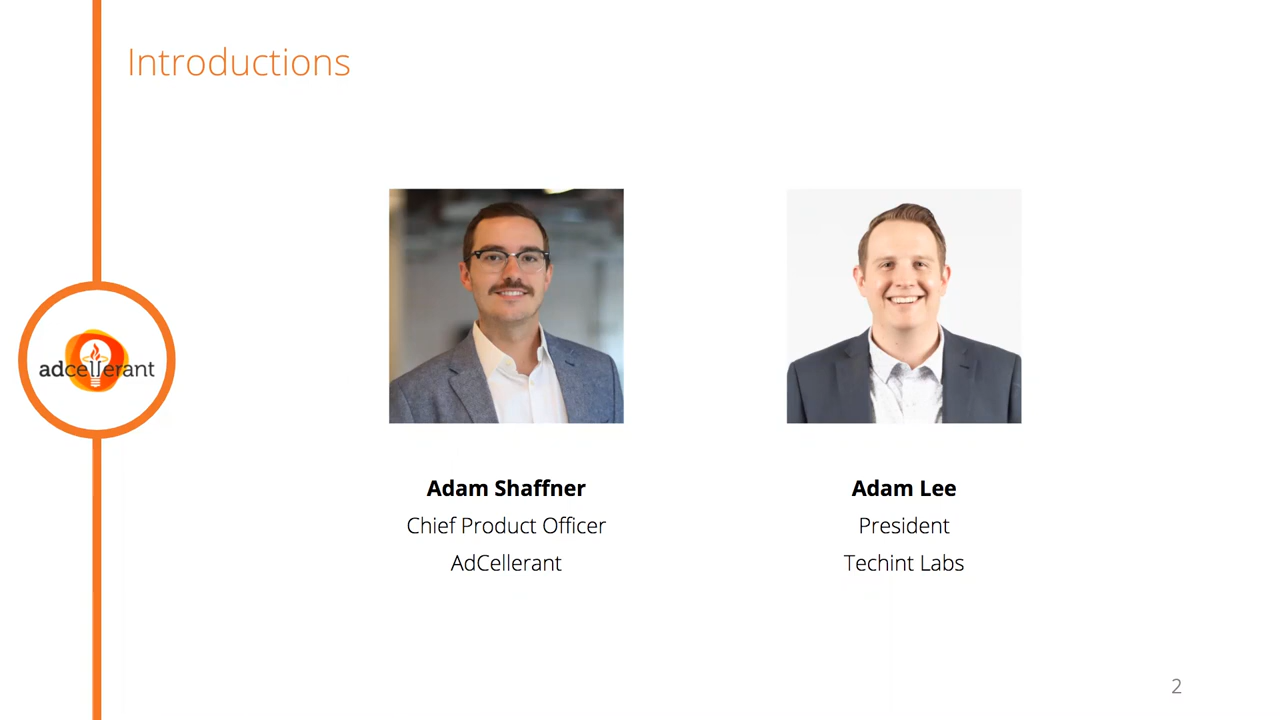 Introductions
adcellerant
Adam Shaffner
Chief Product Officer
AdCellerant
Adam Lee
President
Techint Labs
2